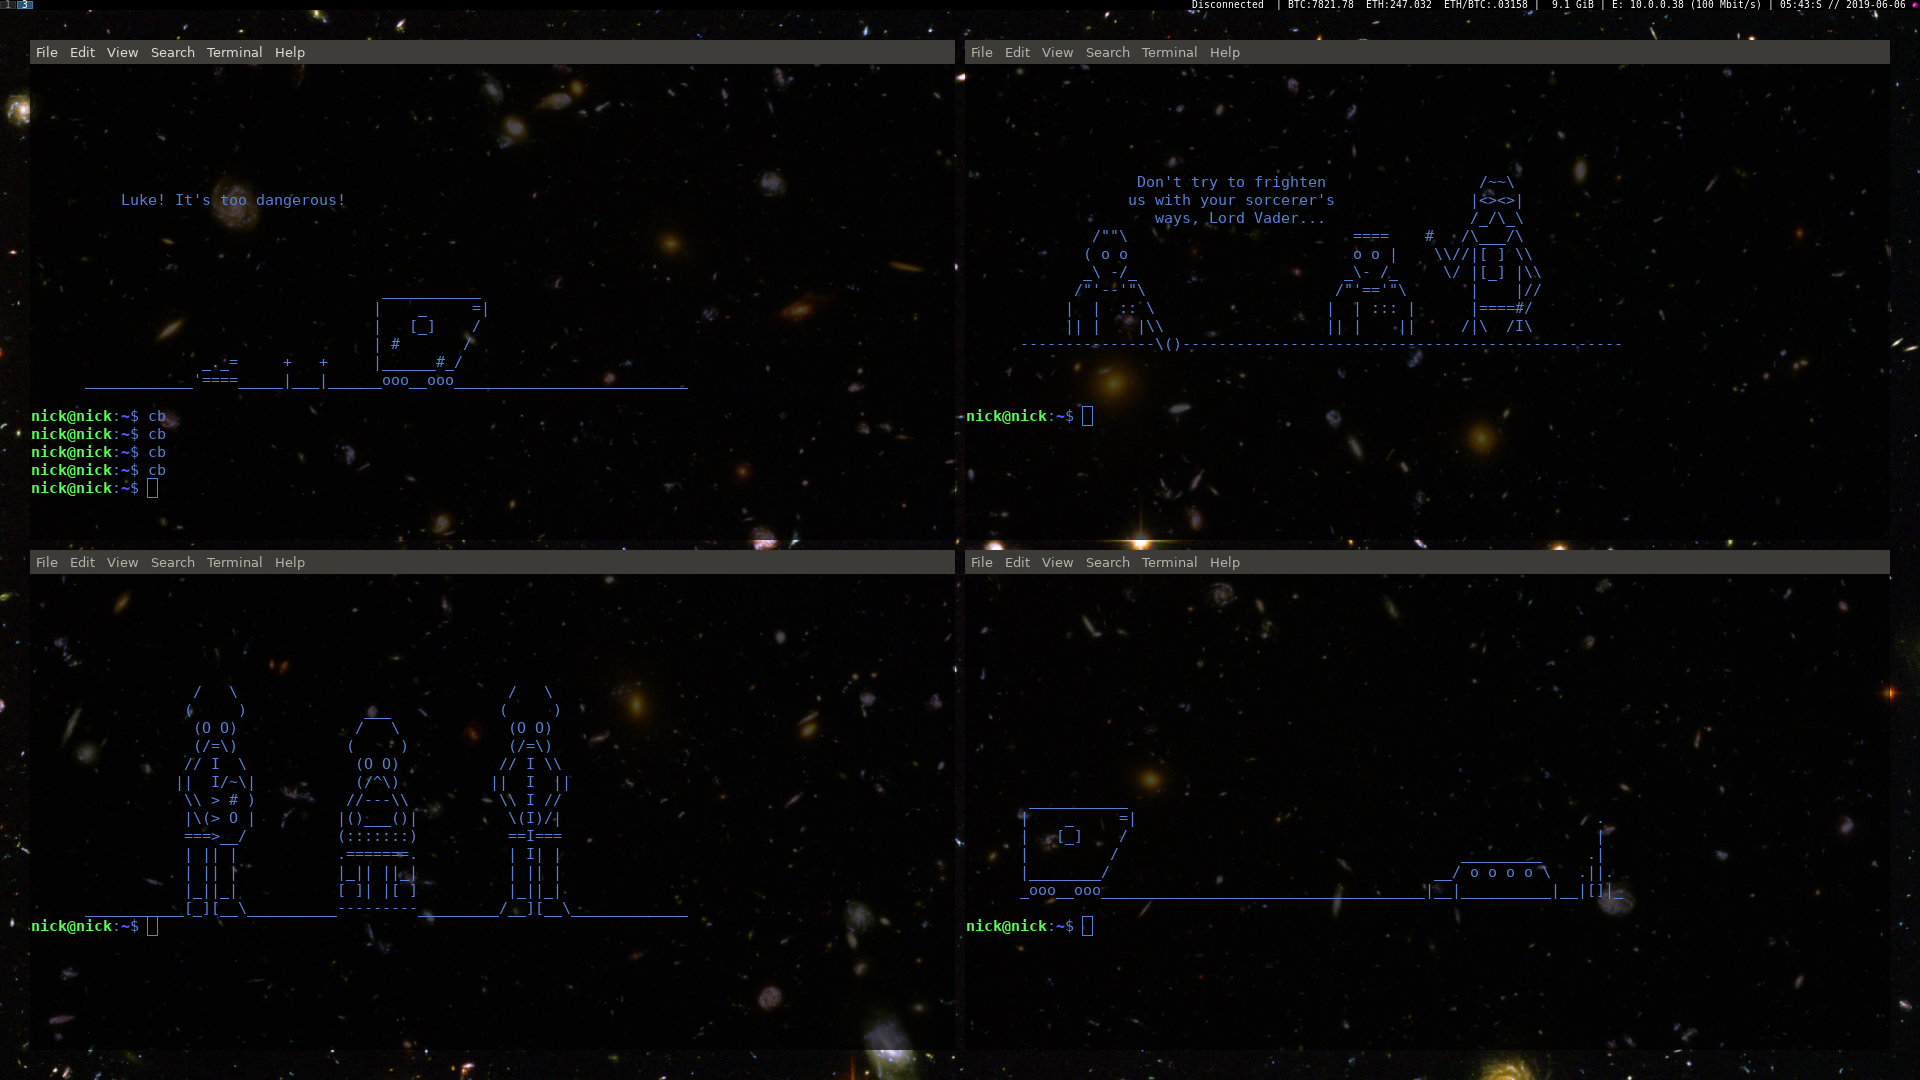 1 3 Disconnected | BTC:7821.78 ETH:247.032 ETH/BTC:.03158 | 9.1 GiB | E: 10.0.0.38 (100 Mbit/s) | 05:43:S // 2019-06-06
File Edit View Search Terminal Help
Luke! It's too dangerous!
nick@nick:~$ cb
nick@nick:~$ cb
nick@nick:~$ cb
nick@nick:~$ cb
nick@nick:~$
File Edit View Search Terminal Help
Don't try to frighten
us with your sorcerer's
ways, Lord Vader...
nick@nick:~$
File Edit View Search Terminal Help
nick@nick:~$
File Edit View Search Terminal Help
nick@nick:~$